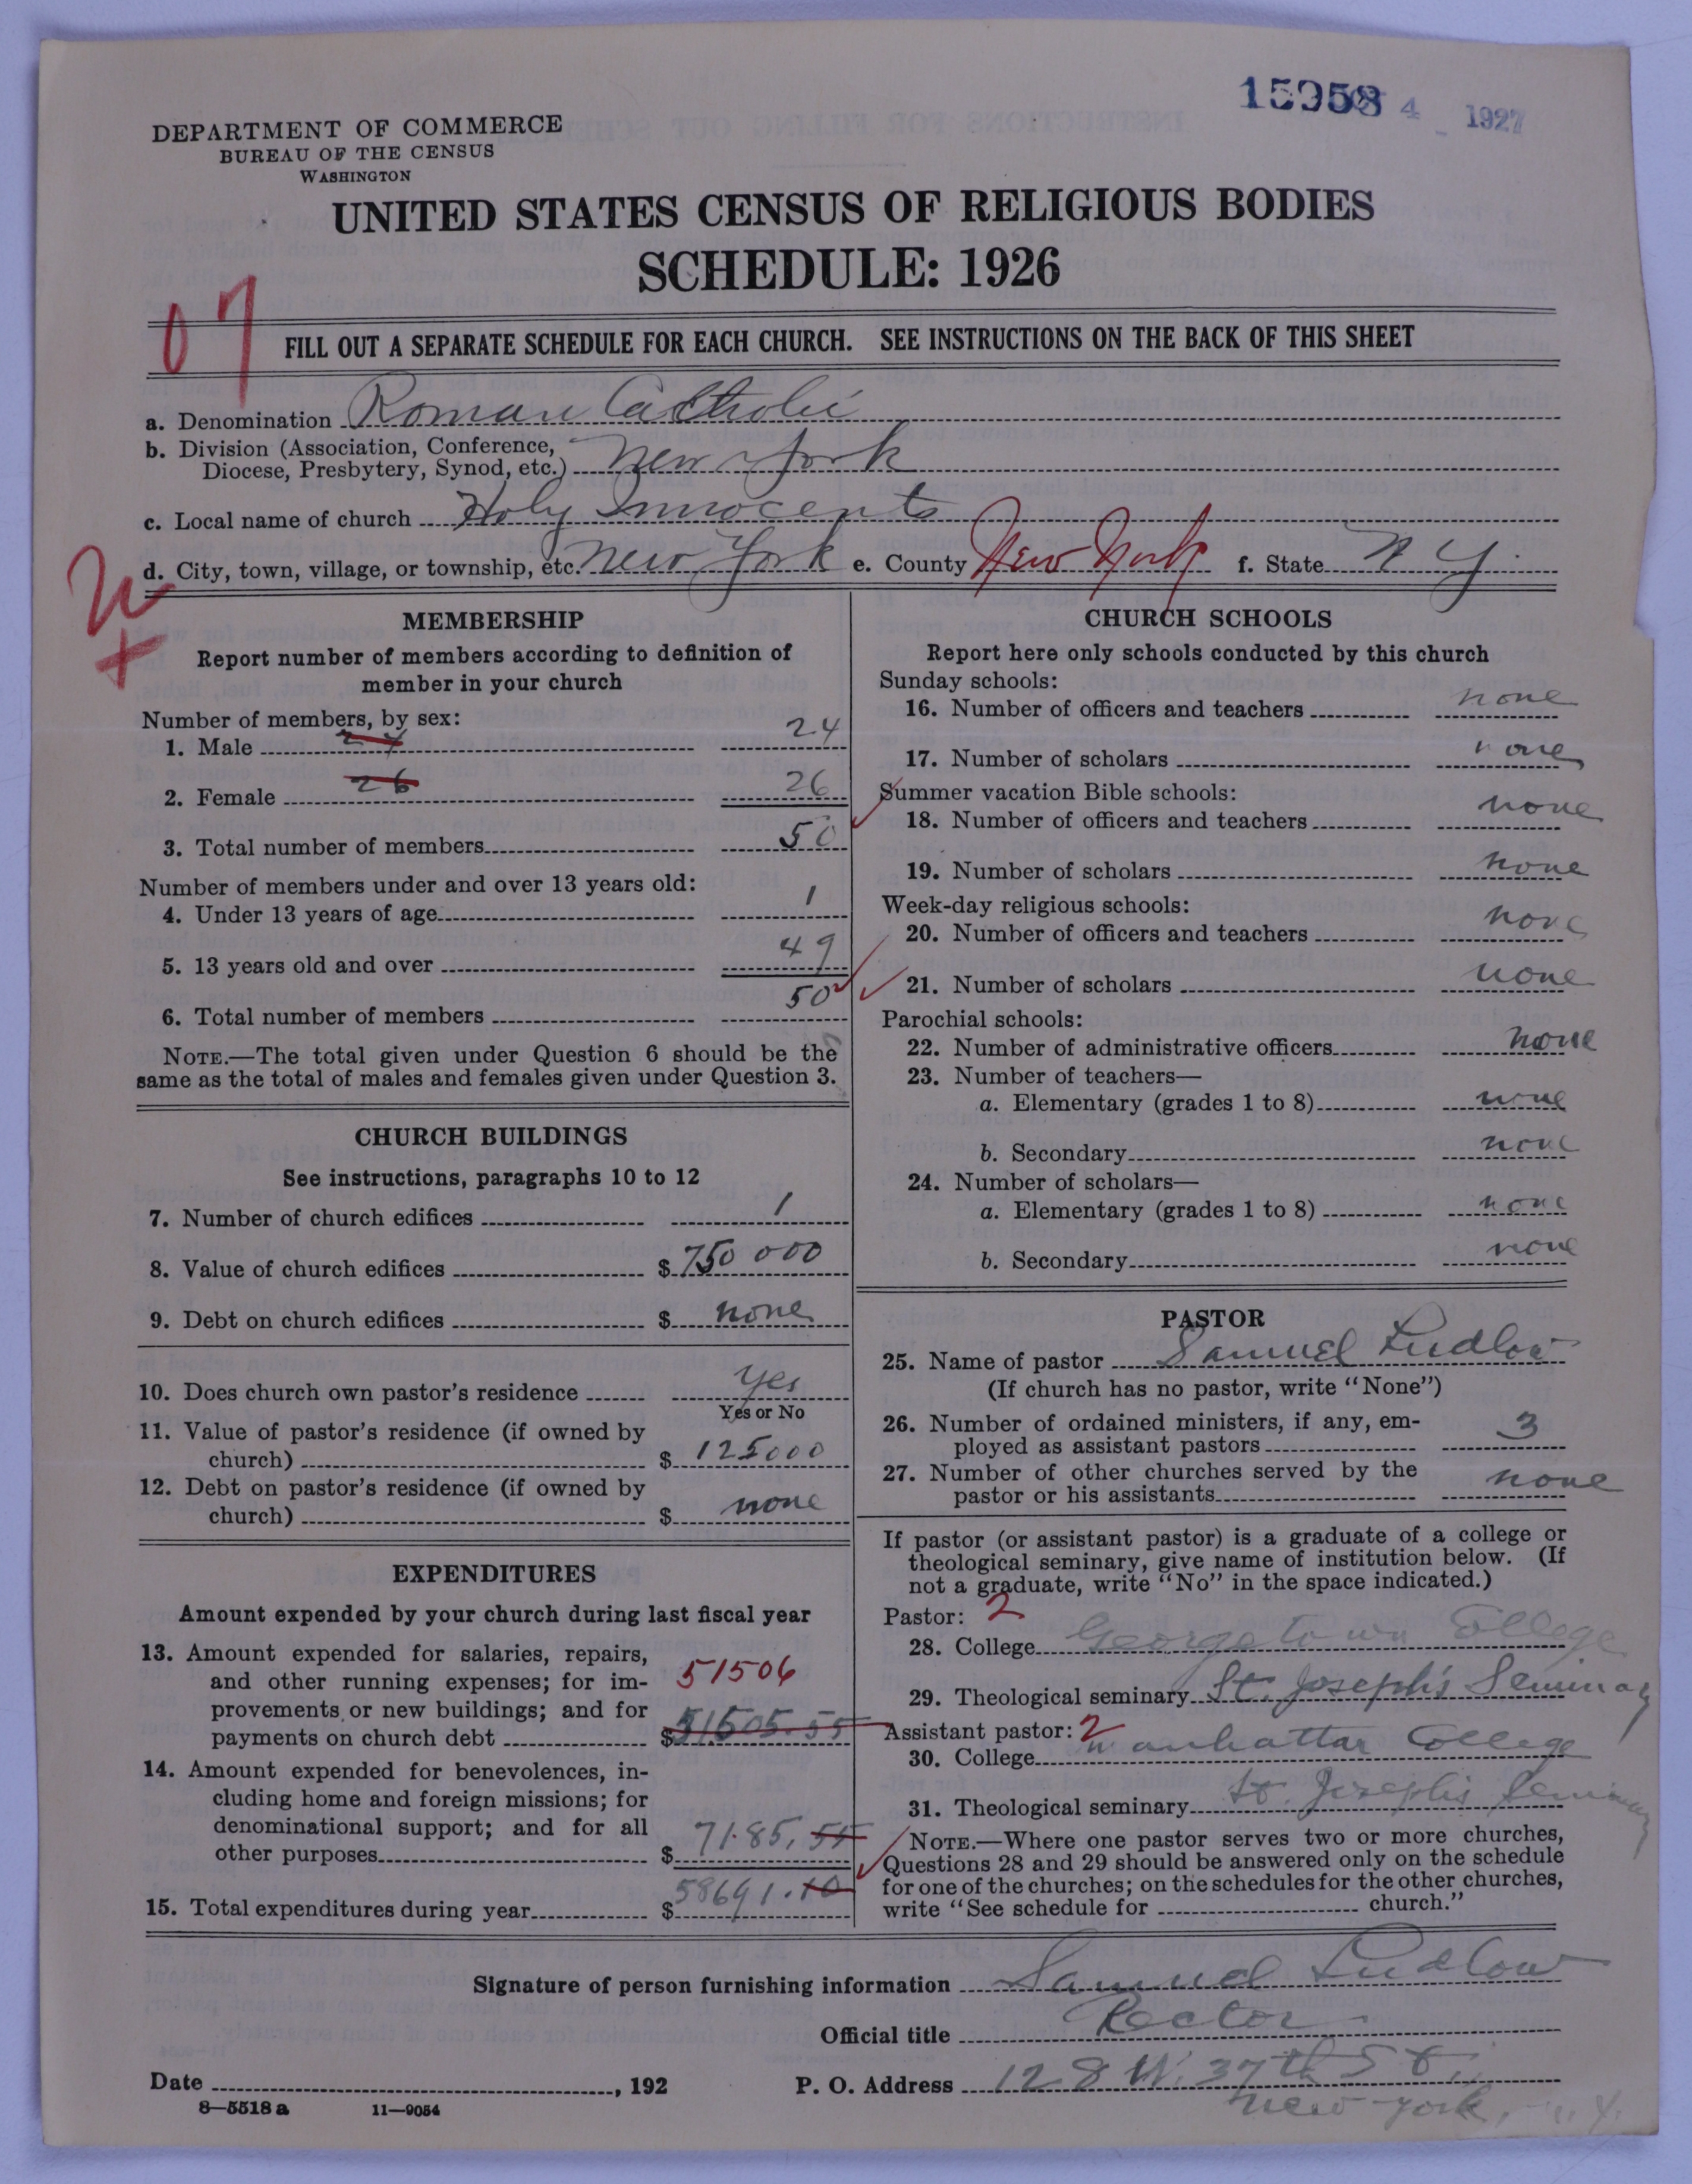 15958 4 1927
DEPARTMENT OF COMMERCE
BUREAU OF THE CENSUS
WASHINGTON
UNITED STATES CENSUS OF RELIGIOUS BODIES
SCHEDULE: 1926
07
FILL OUT A SEPARATE SCHEDULE FOR EACH CHURCH. SEE INSTRUCTIONS ON THE BACK OF THIS SHEET
a. Denomination Roman Catholic
b. Division (Association, Conference,
Diocese, Presbytery, Synod, etc.) New York
c. Local name of church Holy Innocents
d. City, town, village, or township, etc. New York e. County New York f. State N Y.
MEMBERSHIP
Report number of members according to definition of
member in your church
Number of members, by sex:
1. Male 24 24
2. Female 26 26
3. Total number of members 50
Number of members under and over 13 years old:
4. Under 13 years of age 1
5. 13 years old and over 49
6. Total number of members 50
NOTE.—The total given under Question 6 should be the
same as the total of males and females given under Question 3.
CHURCH BUILDINGS
See instructions, paragraphs 10 to 12
7. Number of church edifices 1
8. Value of church edifices $ 750 000
9. Debt on church edifices $ none
10. Does church own pastor's residence yes
Yes or No
11. Value of pastor's residence (if owned by
church) $ 125000
12. Debt on pastor's residence (if owned by
church) $ none
EXPENDITURES
Amount expended by your church during last fiscal year
13. Amount expended for salaries, repairs,
and other running expenses; for im- 51506
provements or new buildings; and for
payments on church debt $ 51505.55
14. Amount expended for benevolences, in-
cluding home and foreign missions; for
denominational support; and for all
other purposes $ 7185.55
15. Total expenditures during year $ 58691.10
CHURCH SCHOOLS
Report here only schools conducted by this church
Sunday schools:
16. Number of officers and teachers none
17. Number of scholars none
Summer vacation Bible schools:
18. Number of officers and teachers none
19. Number of scholars none
Week-day religious schools:
20. Number of officers and teachers none
21. Number of scholars none
Parochial schools:
22. Number of administrative officers none
23. Number of teachers—
a. Elementary (grades 1 to 8) none
b. Secondary none
24. Number of scholars—
a. Elementary (grades 1 to 8) none
b. Secondary none
PASTOR
25. Name of pastor Samuel Ludlow
(If church has no pastor, write "None")
26. Number of ordained ministers, if any, em-
ployed as assistant pastors 3
27. Number of other churches served by the
pastor or his assistants none
If pastor (or assistant pastor) is a graduate of a college or
theological seminary, give name of institution below. (If
not a graduate, write "No" in the space indicated.)
Pastor: 2
28. College Georgetown College
29. Theological seminary St. Joseph's Seminary
Assistant pastor: 2
30. College Manhattan College
31. Theological seminary St. Joseph's Seminary
NOTE.—Where one pastor serves two or more churches,
Questions 28 and 29 should be answered only on the schedule
for one of the churches; on the schedules for the other churches,
write "See schedule for church."
Signature of person furnishing information Samuel Ludlow
Official title Rector
Date , 192 P. O. Address 128 W. 37th St.,
8—5518 a 11—9054 New York, N.Y.